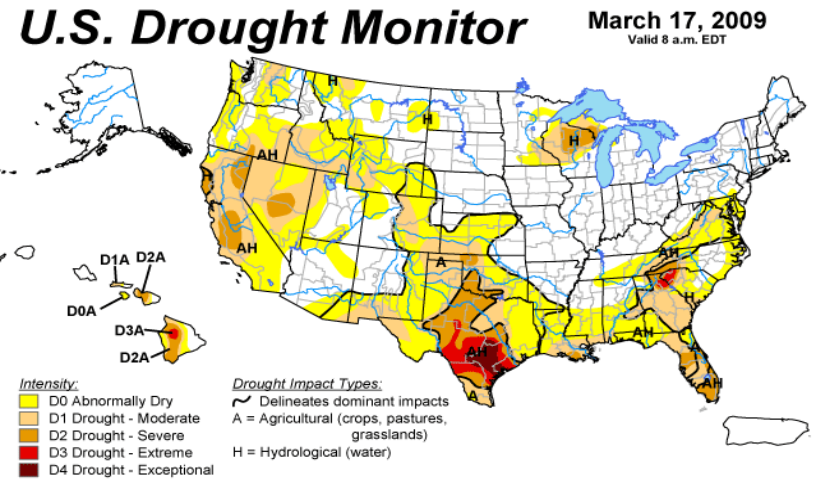 U.S. Drought Monitor
March 17, 2009
Valid 8 a.m. EDT
H
H
H
AH
H
AH
A
AH
H
AH
AH
A
AH
D1A D2A
D0A
D3A
D2A
Intensity:
D0 Abnormally Dry
D1 Drought - Moderate
D2 Drought - Severe
D3 Drought - Extreme
D4 Drought - Exceptional
Drought Impact Types:
Delineates dominant impacts
A = Agricultural (crops, pastures,
grasslands)
H = Hydrological (water)